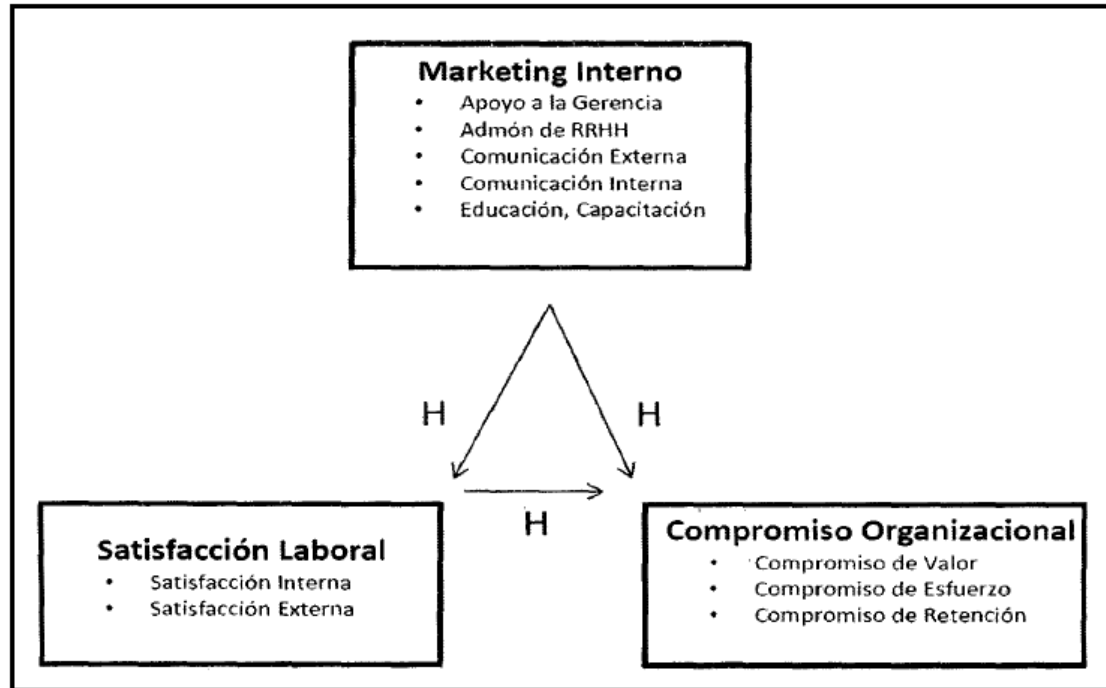 Marketing Interno
• Apoyo a la Gerencia
• Admón de RRHH
• Comunicación Externa
• Comunicación Interna
• Educación, Capacitación
H
H
H
Satisfacción Laboral
• Satisfacción Interna
• Satisfacción Externa
Compromiso Organizacional
• Compromiso de Valor
• Compromiso de Esfuerzo
• Compromiso de Retención